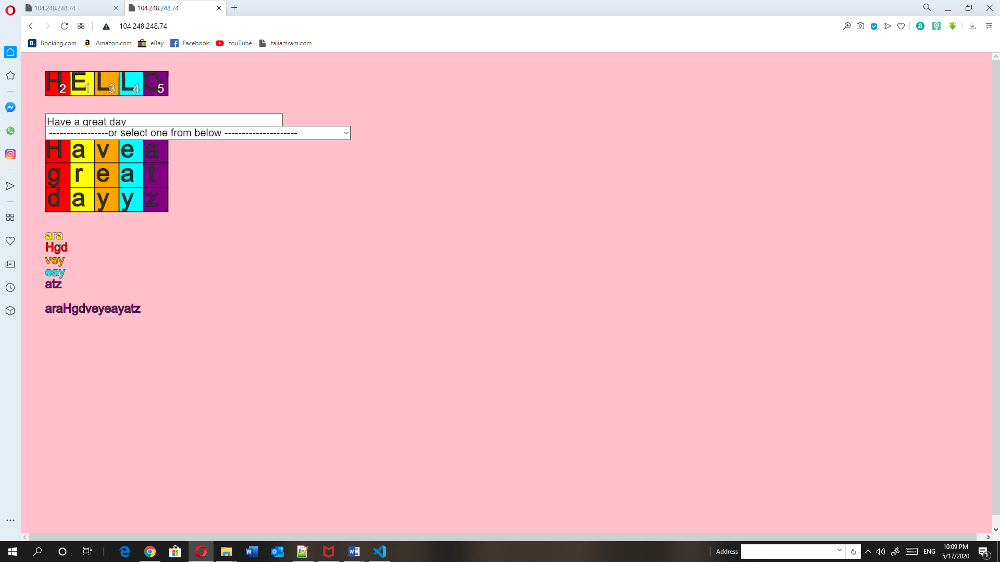 104.248.248.74
104.248.248.74
104.248.248.74
Booking.com Amazon.com eBay Facebook YouTube taliamram.com
H2 E1 L3 L4 O5
Have a great day
-----------------or select one from below ---------------------
H a v e a
g r e a t
d a y y z
ara
Hgd
vey
eay
atz
araHgdveyeayatz
Address ENG 10:09 PM
5/17/2020
1